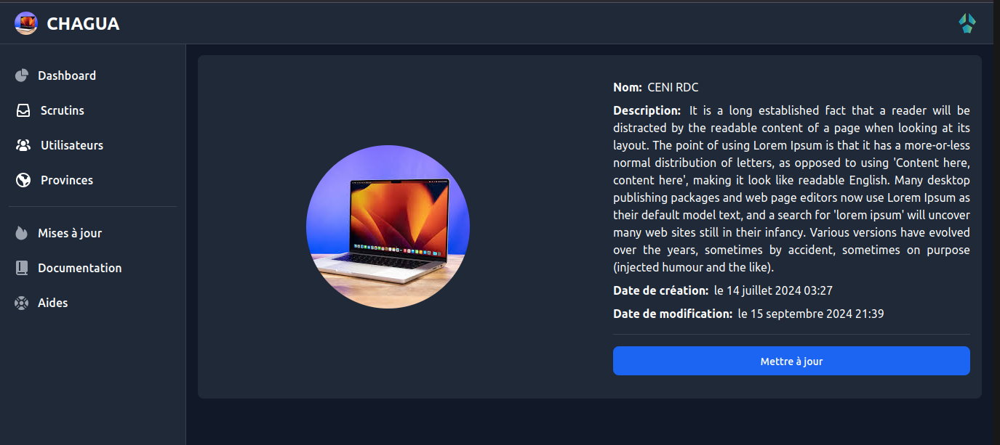 CHAGUA
Dashboard
Scrutins
Utilisateurs
Provinces
Mises à jour
Documentation
Aides
Nom: CENI RDC
Description: It is a long established fact that a reader will be
distracted by the readable content of a page when looking at its
layout. The point of using Lorem Ipsum is that it has a more-or-less
normal distribution of letters, as opposed to using 'Content here,
content here', making it look like readable English. Many desktop
publishing packages and web page editors now use Lorem Ipsum as
their default model text, and a search for 'lorem ipsum' will uncover
many web sites still in their infancy. Various versions have evolved
over the years, sometimes by accident, sometimes on purpose
(injected humour and the like).
Date de création: le 14 juillet 2024 03:27
Date de modification: le 15 septembre 2024 21:39
Mettre à jour